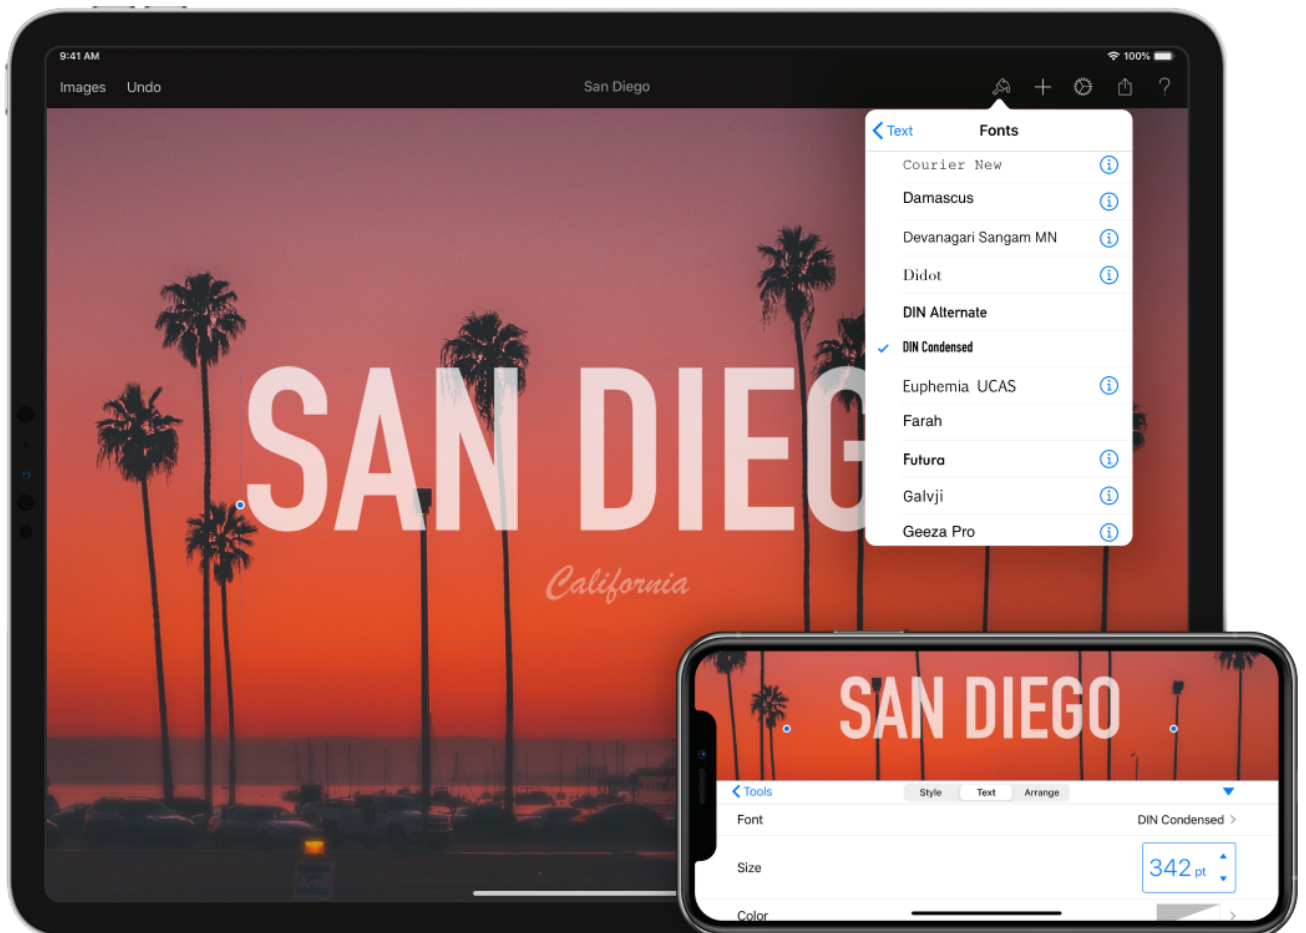 9:41 AM
100%
Images Undo San Diego ?
Text Fonts
Courier New
Damascus
Devanagari Sangam MN
Didot
DIN Alternate
DIN Condensed
Euphemia UCAS
Farah
Futura
Galvji
Geeza Pro
SAN DIEG
California
SAN DIEGO
Tools Style Text Arrange
Font DIN Condensed
Size 342 pt
Color